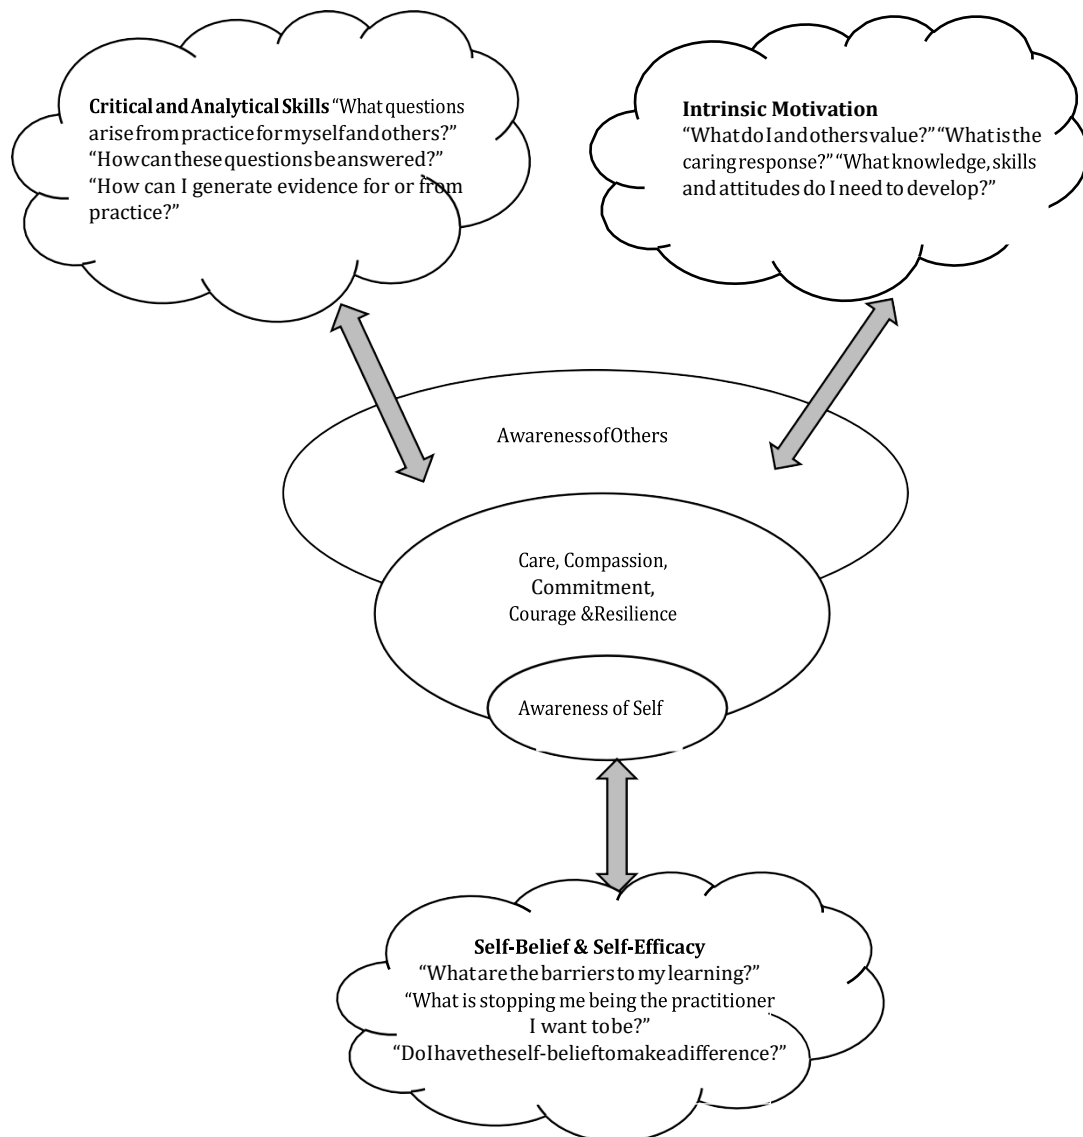 Critical and Analytical Skills “What questions
arise from practice for myself and others?”
“How can these questions be answered?”
“How can I generate evidence for or from
practice?”
Intrinsic Motivation
“What do I and others value?” “What is the
caring response?” “What knowledge, skills
and attitudes do I need to develop?”
Awareness of Others
Care, Compassion,
Commitment,
Courage & Resilience
Awareness of Self
Self-Belief & Self-Efficacy
“What are the barriers to my learning?”
“What is stopping me being the practitioner
I want to be?”
“Do I have the self-belief to make a difference?”